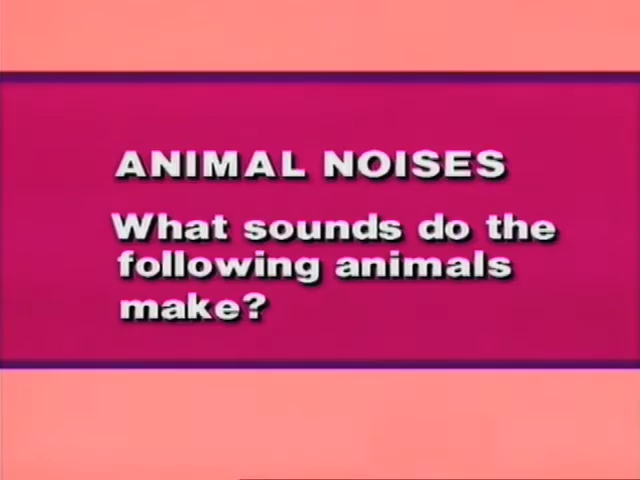 ANIMAL NOISES
What sounds do the
following animals
make?